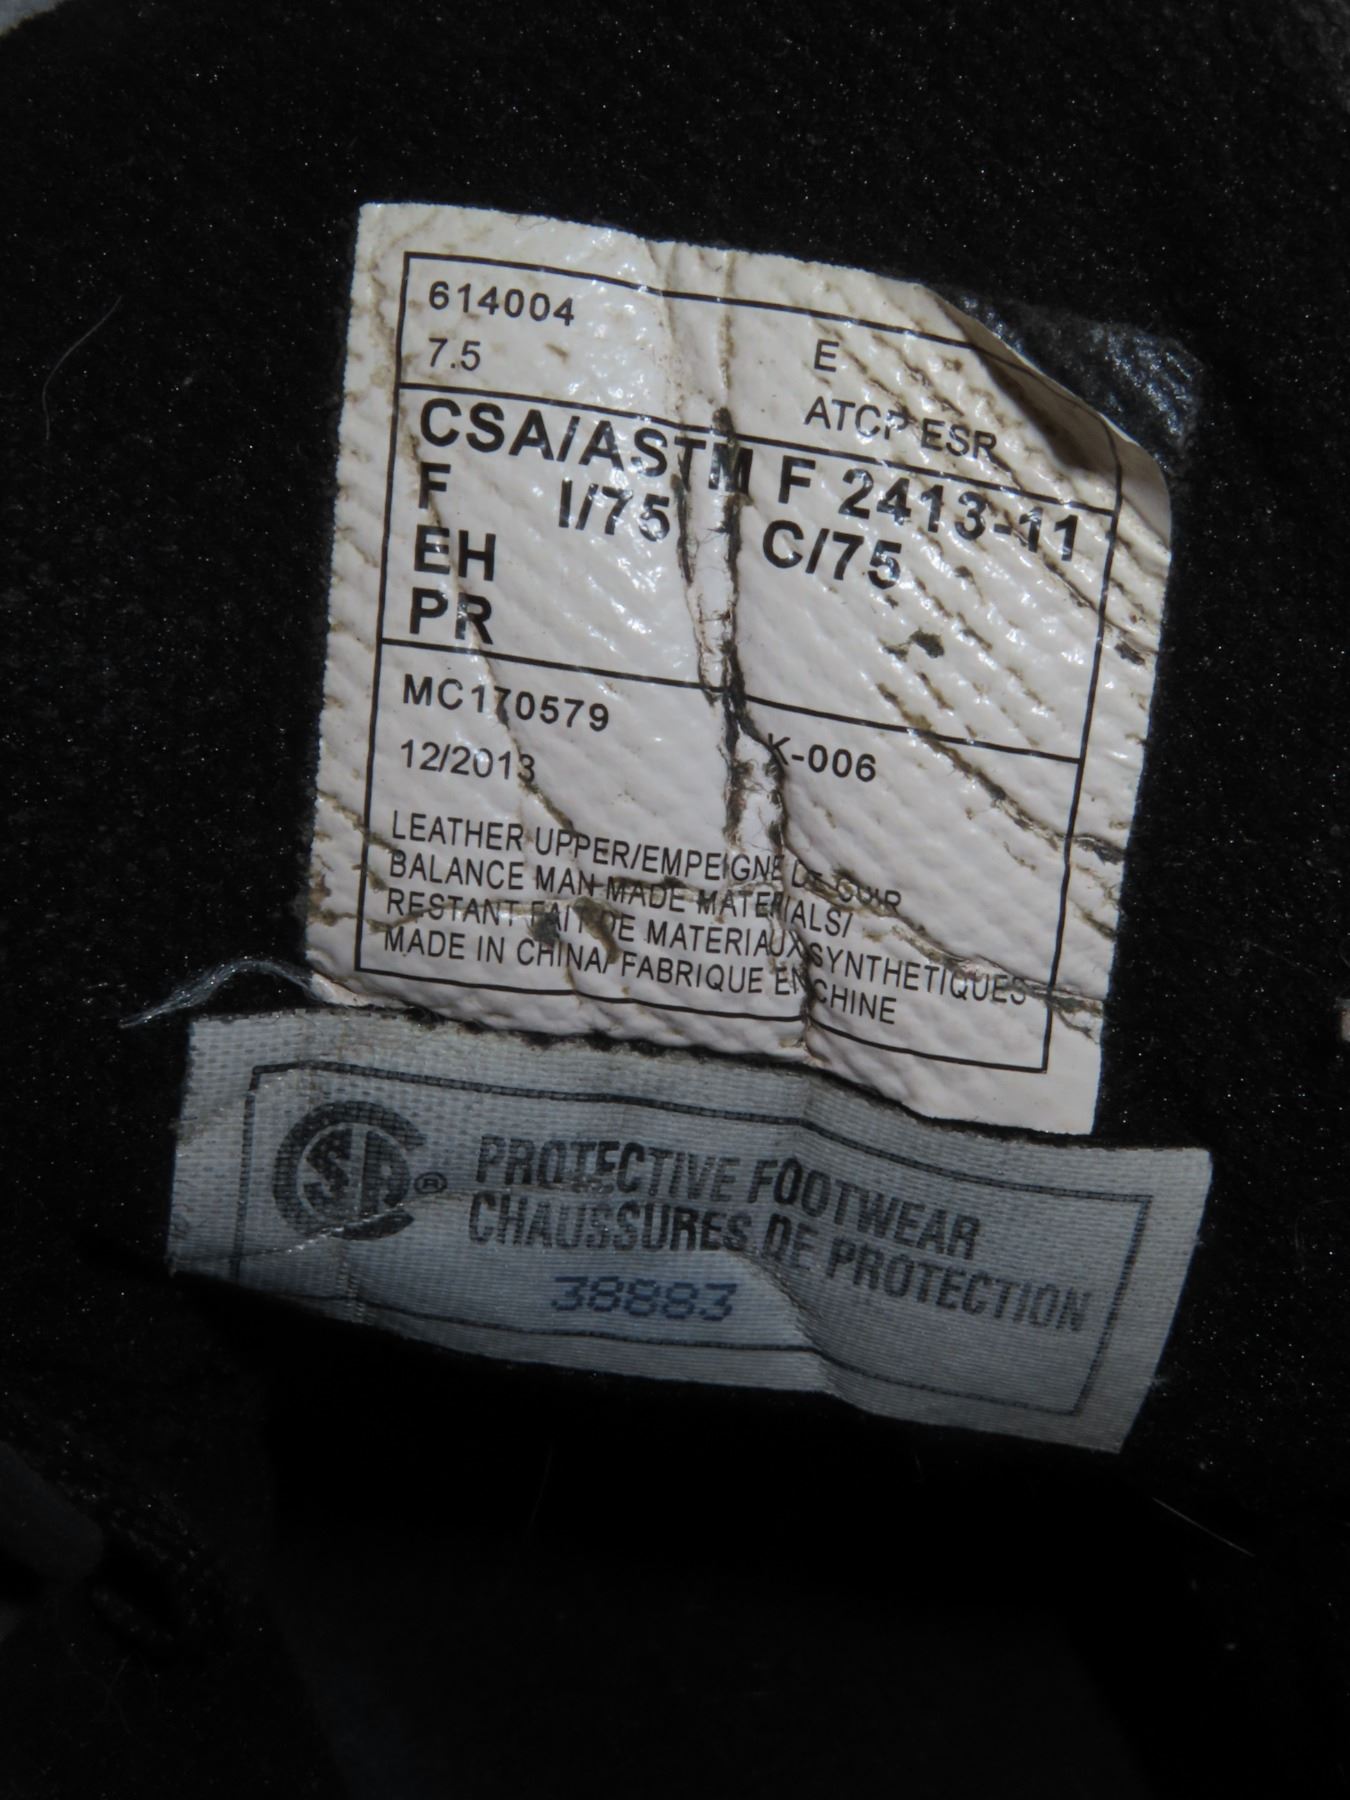 614004
7.5 E
ATCP ESR
CSA/ASTM F 2413-11
F I/75 C/75
EH
PR
MC170579
12/2013 K-006
LEATHER UPPER/EMPEIGNE DE CUIR
BALANCE MAN MADE MATERIALS/
RESTANT FAIT DE MATERIAUX SYNTHETIQUES
MADE IN CHINA/ FABRIQUE EN CHINE
CSA ® PROTECTIVE FOOTWEAR
CHAUSSURES DE PROTECTION
38883